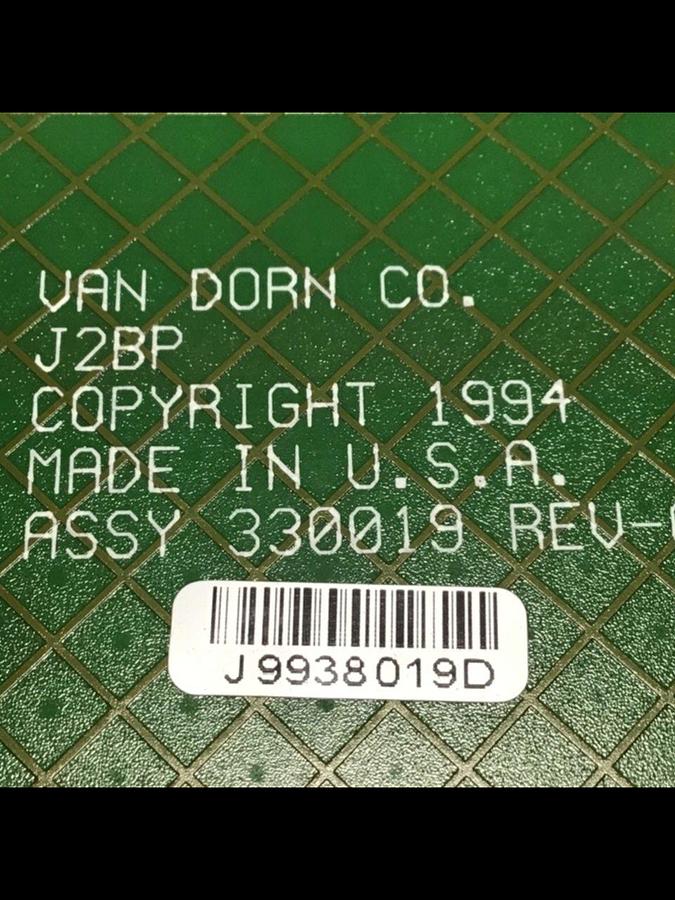 VAN DORN CO.
J2BP
COPYRIGHT 1994
MADE IN U.S.A.
ASSY 330019 REV-
J9938019D